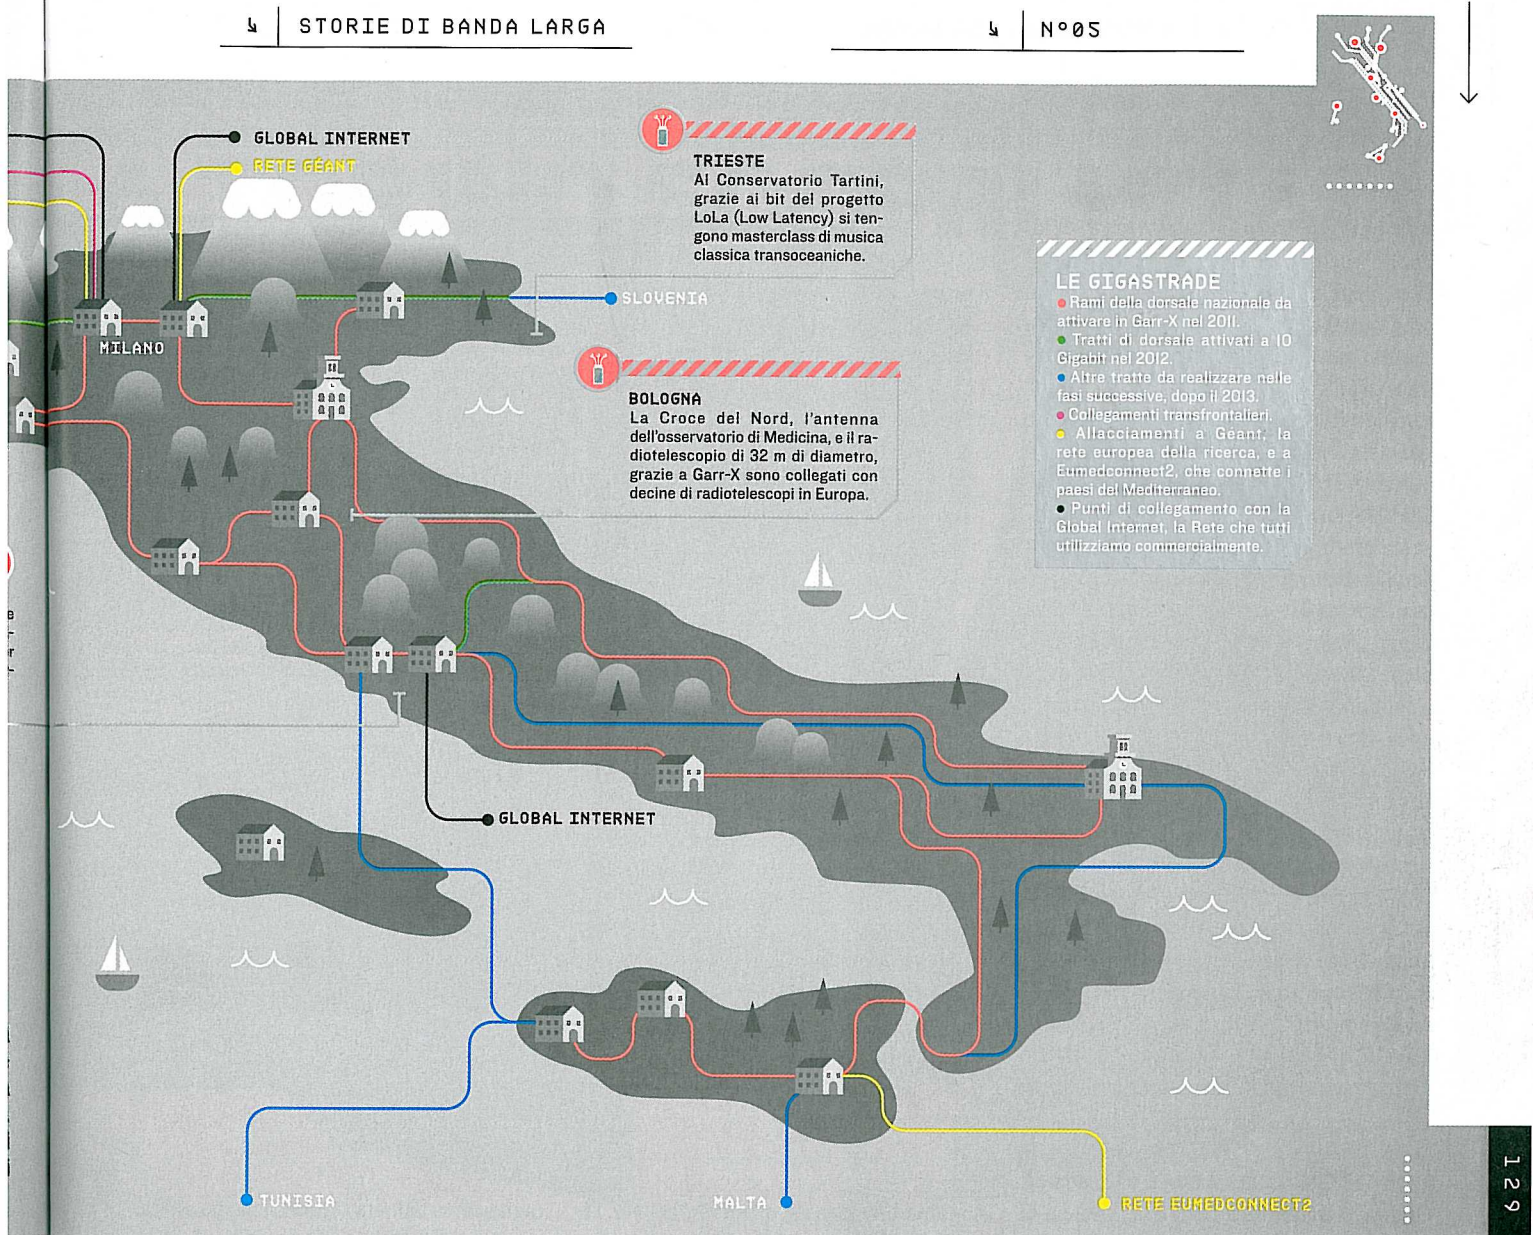 STORIE DI BANDA LARGA
N°05
GLOBAL INTERNET
RETE GÉANT
TRIESTE
Al Conservatorio Tartini,
grazie ai bit del progetto
LoLa (Low Latency) si ten-
gono masterclass di musica
classica transoceaniche.
SLOVENIA
MILANO
BOLOGNA
La Croce del Nord, l'antenna
dell'osservatorio di Medicina, e il ra-
diotelescopio di 32 m di diametro,
grazie a Garr-X sono collegati con
decine di radiotelescopi in Europa.
LE GIGASTRADE
Rami della dorsale nazionale da
attivare in Garr-X nel 2011.
Tratti di dorsale attivati a 10
Gigabit nel 2012.
Altre tratte da realizzare nelle
fasi successive, dopo il 2013.
Collegamenti transfrontalieri.
Allacciamenti a Géant, la
rete europea della ricerca, e a
Eumedconnect2, che connette i
paesi del Mediterraneo.
Punti di collegamento con la
Global Internet, la Rete che tutti
utilizziamo commercialmente.
GLOBAL INTERNET
TUNISIA
MALTA
RETE EUMEDCONNECT2
129